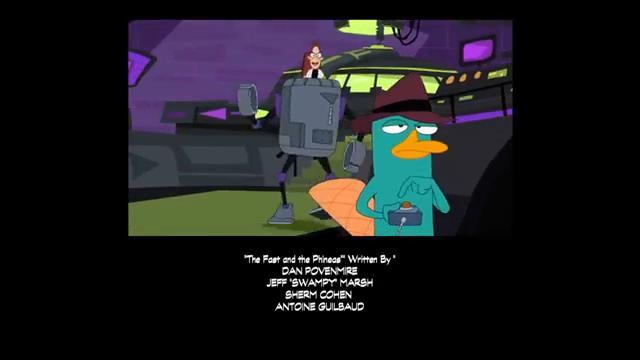 "The Fast and the Phineas" Written By "
DAN POVENMIRE
JEFF "SWAMPY" MARSH
SHERM COHEN
ANTOINE GUILBAUD